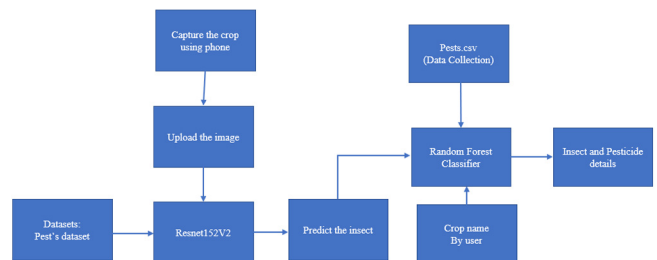 Capture the crop
using phone
Pests.csv
(Data Collection)
Upload the image
Random Forest
Classifier
Insect and Pesticide
details
Datasets:
Pest's dataset
Resnet152V2
Predict the insect
Crop name
By user